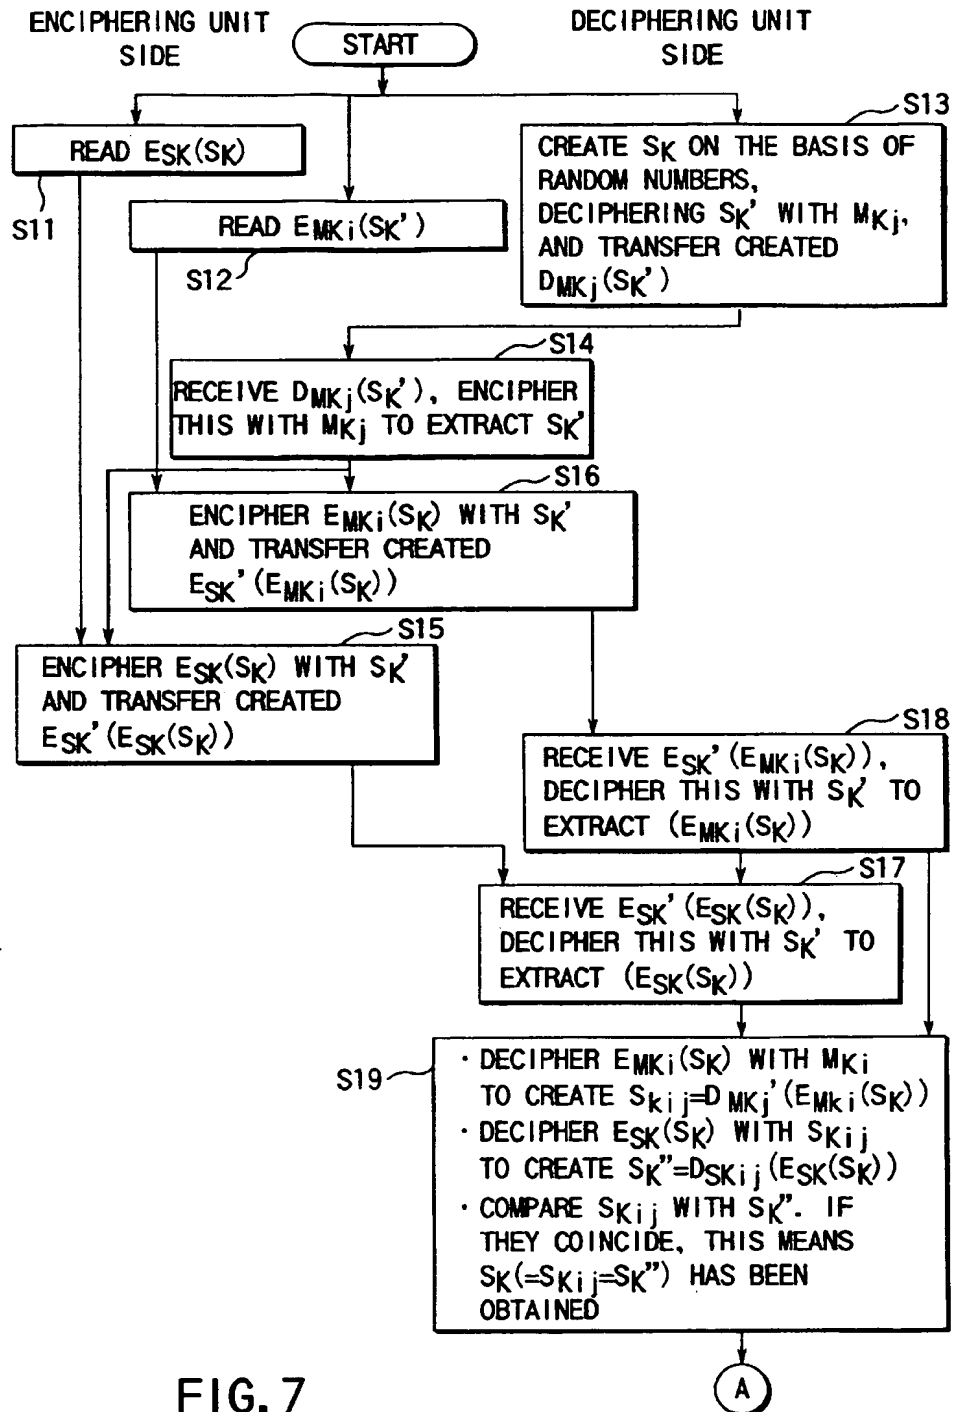 ENCIPHERING UNIT
SIDE
START
DECIPHERING UNIT
SIDE
S13
READ ESK(SK)
S11
READ EMKi(SK')
S12
CREATE SK ON THE BASIS OF
RANDOM NUMBERS,
DECIPHERING SK' WITH MKj,
AND TRANSFER CREATED
DMKj(SK')
S14
RECEIVE DMKj(SK'), ENCIPHER
THIS WITH MKj TO EXTRACT SK'
S16
ENCIPHER EMKi(SK) WITH SK'
AND TRANSFER CREATED
ESK'(EMKi(SK))
S15
ENCIPHER ESK(SK) WITH SK'
AND TRANSFER CREATED
ESK'(ESK(SK))
S18
RECEIVE ESK'(EMKi(SK)),
DECIPHER THIS WITH SK' TO
EXTRACT (EMKi(SK))
S17
RECEIVE ESK'(ESK(SK)),
DECIPHER THIS WITH SK' TO
EXTRACT (ESK(SK))
S19
· DECIPHER EMKi(SK) WITH MKi
TO CREATE Skij=DMKj'(EMki(SK))
· DECIPHER ESK(SK) WITH SKij
TO CREATE SK"=DSKij(ESK(SK))
· COMPARE SKij WITH SK". IF
THEY COINCIDE, THIS MEANS
SK(=SKij=SK") HAS BEEN
OBTAINED
A
FIG. 7